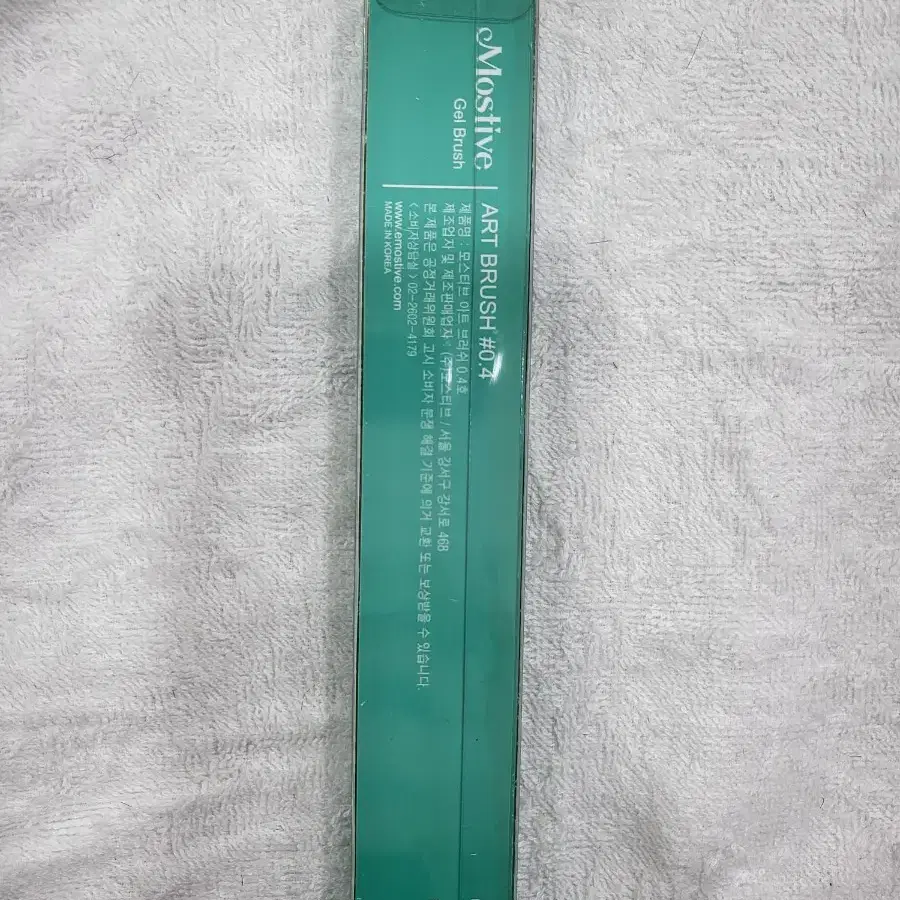 Mostive
Gel Brush
ART BRUSH #0.4
제품명 : 모스티브 아트 브러쉬 0.4호
제조업자 및 제조판매업자 : (주)모스티브 / 서울 강서구 강서로 468
본 제품은 공정거래위원회 고시 소비자 분쟁 해결 기준에 의거 교환 또는 보상받을 수 있습니다.
< 소비자상담실 > 02-2602-4179
www.emostive.com
MADE IN KOREA